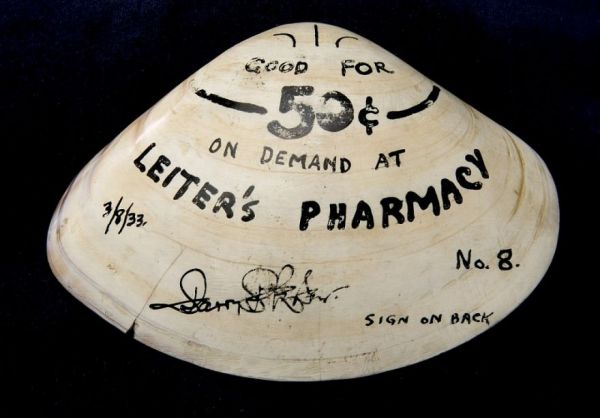 GOOD FOR
50¢
ON DEMAND AT
LEITER'S PHARMACY
3/8/33.
No. 8.
SIGN ON BACK